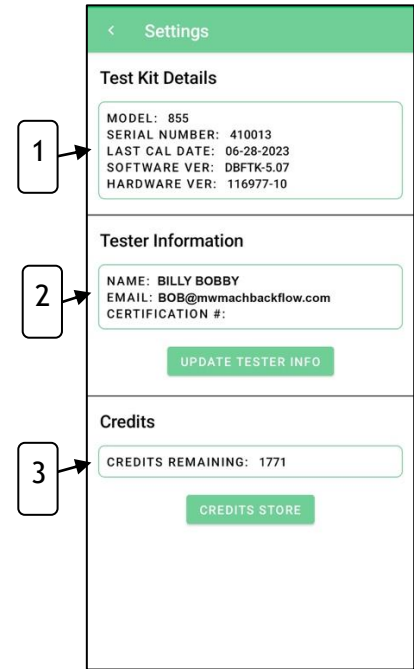 < Settings
Test Kit Details
MODEL: 855
SERIAL NUMBER: 410013
LAST CAL DATE: 06-28-2023
SOFTWARE VER: DBFTK-5.07
HARDWARE VER: 116977-10
1
Tester Information
NAME: BILLY BOBBY
EMAIL: BOB@mwmachbackflow.com
CERTIFICATION #:
2
UPDATE TESTER INFO
Credits
CREDITS REMAINING: 1771
3
CREDITS STORE